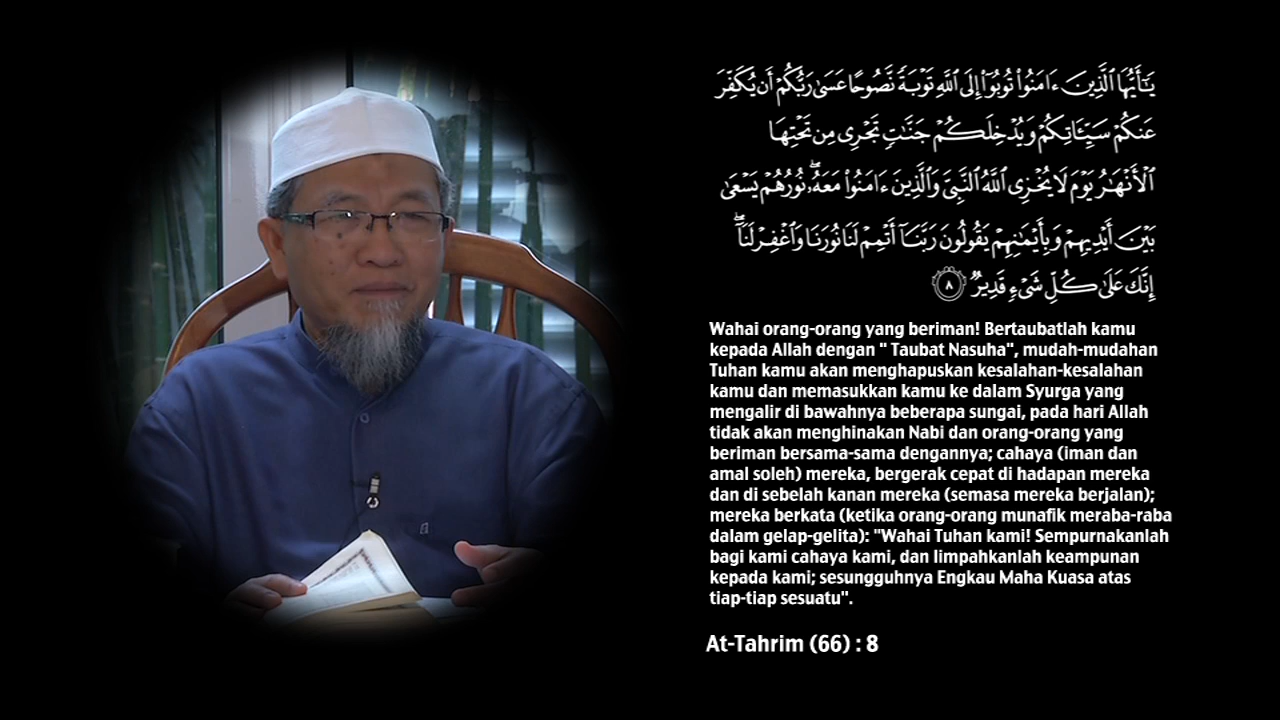 يَـٰٓأَيُّهَا ٱلَّذِينَ ءَامَنُوا۟ تُوبُوٓا۟ إِلَى ٱللَّهِ تَوْبَةً نَّصُوحًا عَسَىٰ رَبُّكُمْ أَن يُكَفِّرَ
عَنكُمْ سَيِّـَٔاتِكُمْ وَيُدْخِلَكُمْ جَنَّـٰتٍ تَجْرِى مِن تَحْتِهَا
ٱلْأَنْهَـٰرُ يَوْمَ لَا يُخْزِى ٱللَّهُ ٱلنَّبِىَّ وَٱلَّذِينَ ءَامَنُوا۟ مَعَهُۥ ۖ نُورُهُمْ يَسْعَىٰ
بَيْنَ أَيْدِيهِمْ وَبِأَيْمَـٰنِهِمْ يَقُولُونَ رَبَّنَآ أَتْمِمْ لَنَا نُورَنَا وَٱغْفِرْ لَنَآ ۖ
إِنَّكَ عَلَىٰ كُلِّ شَىْءٍ قَدِيرٌ ٨
Wahai orang-orang yang beriman! Bertaubatlah kamu
kepada Allah dengan " Taubat Nasuha", mudah-mudahan
Tuhan kamu akan menghapuskan kesalahan-kesalahan
kamu dan memasukkan kamu ke dalam Syurga yang
mengalir di bawahnya beberapa sungai, pada hari Allah
tidak akan menghinakan Nabi dan orang-orang yang
beriman bersama-sama dengannya; cahaya (iman dan
amal soleh) mereka, bergerak cepat di hadapan mereka
dan di sebelah kanan mereka (semasa mereka berjalan);
mereka berkata (ketika orang-orang munafik meraba-raba
dalam gelap-gelita): "Wahai Tuhan kami! Sempurnakanlah
bagi kami cahaya kami, dan limpahkanlah keampunan
kepada kami; sesungguhnya Engkau Maha Kuasa atas
tiap-tiap sesuatu".
At-Tahrim (66) : 8